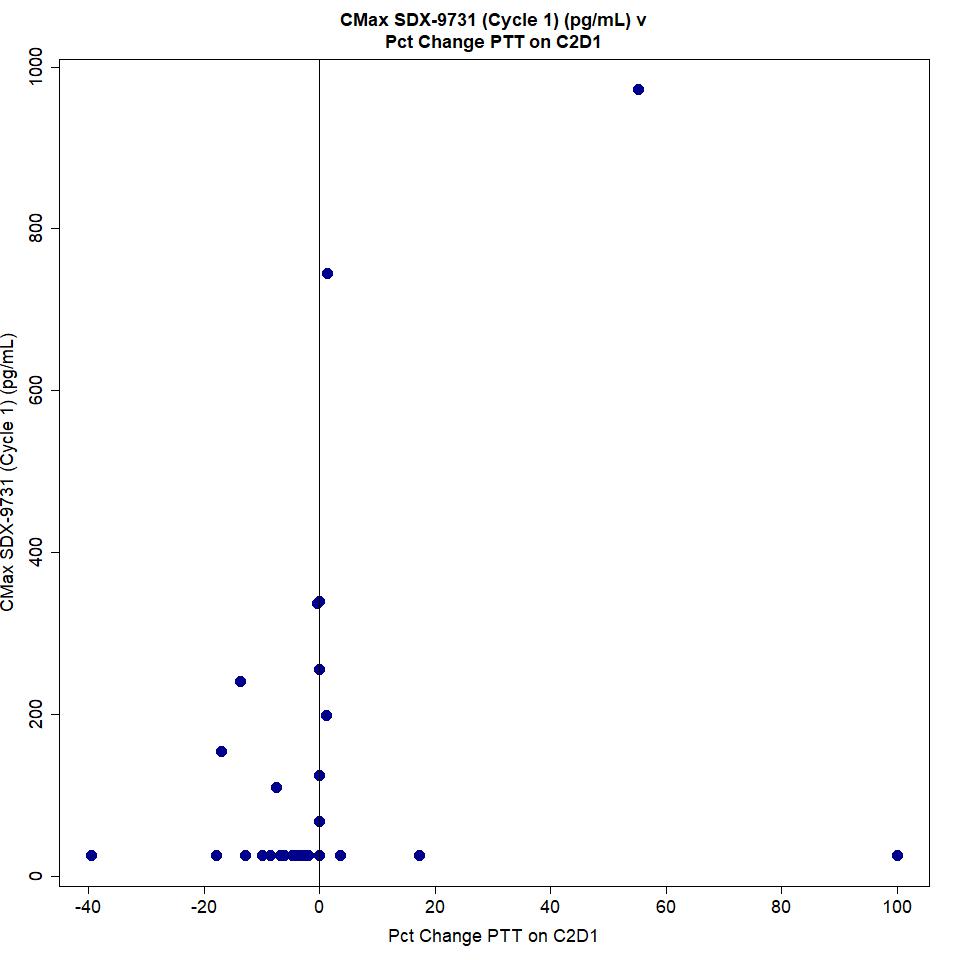 CMax SDX-9731 (Cycle 1) (pg/mL) v
Pct Change PTT on C2D1
1000
800
600
400
200
0
CMax SDX-9731 (Cycle 1) (pg/mL)
-40 -20 0 20 40 60 80 100
Pct Change PTT on C2D1